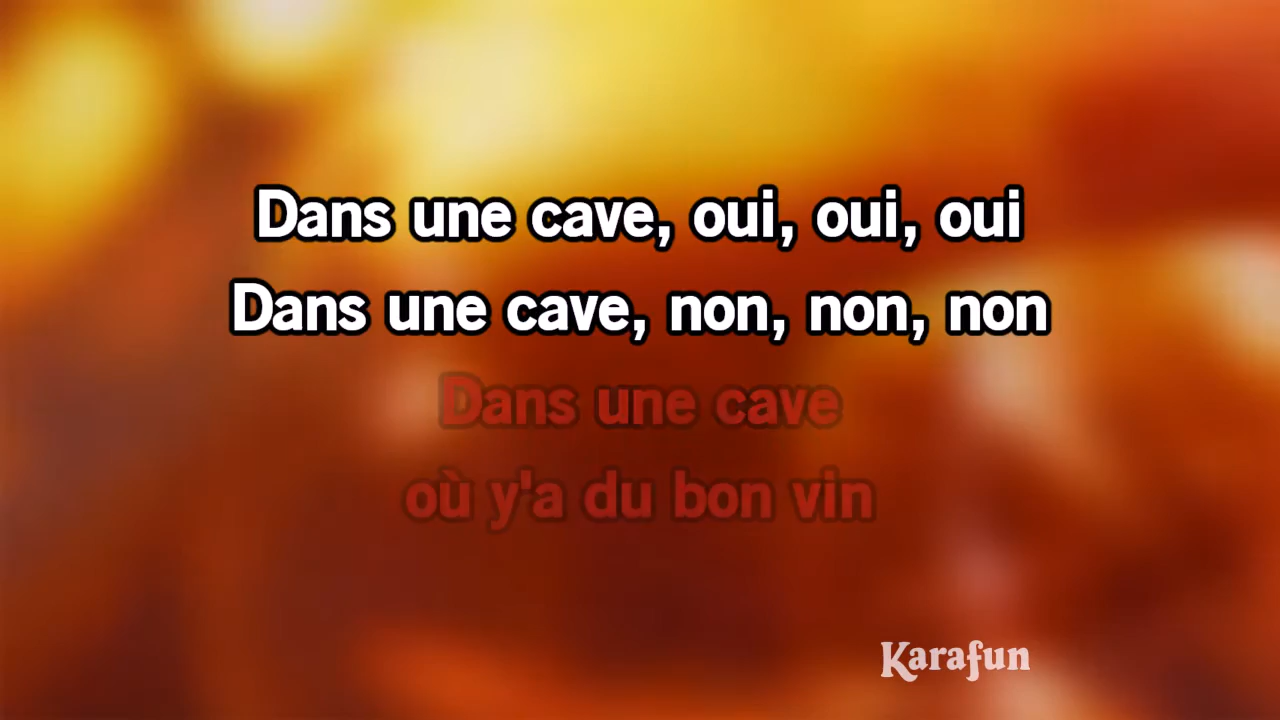 Dans une cave, oui, oui, oui
Dans une cave, non, non, non
Dans une cave
où y'a du bon vin
Karafun